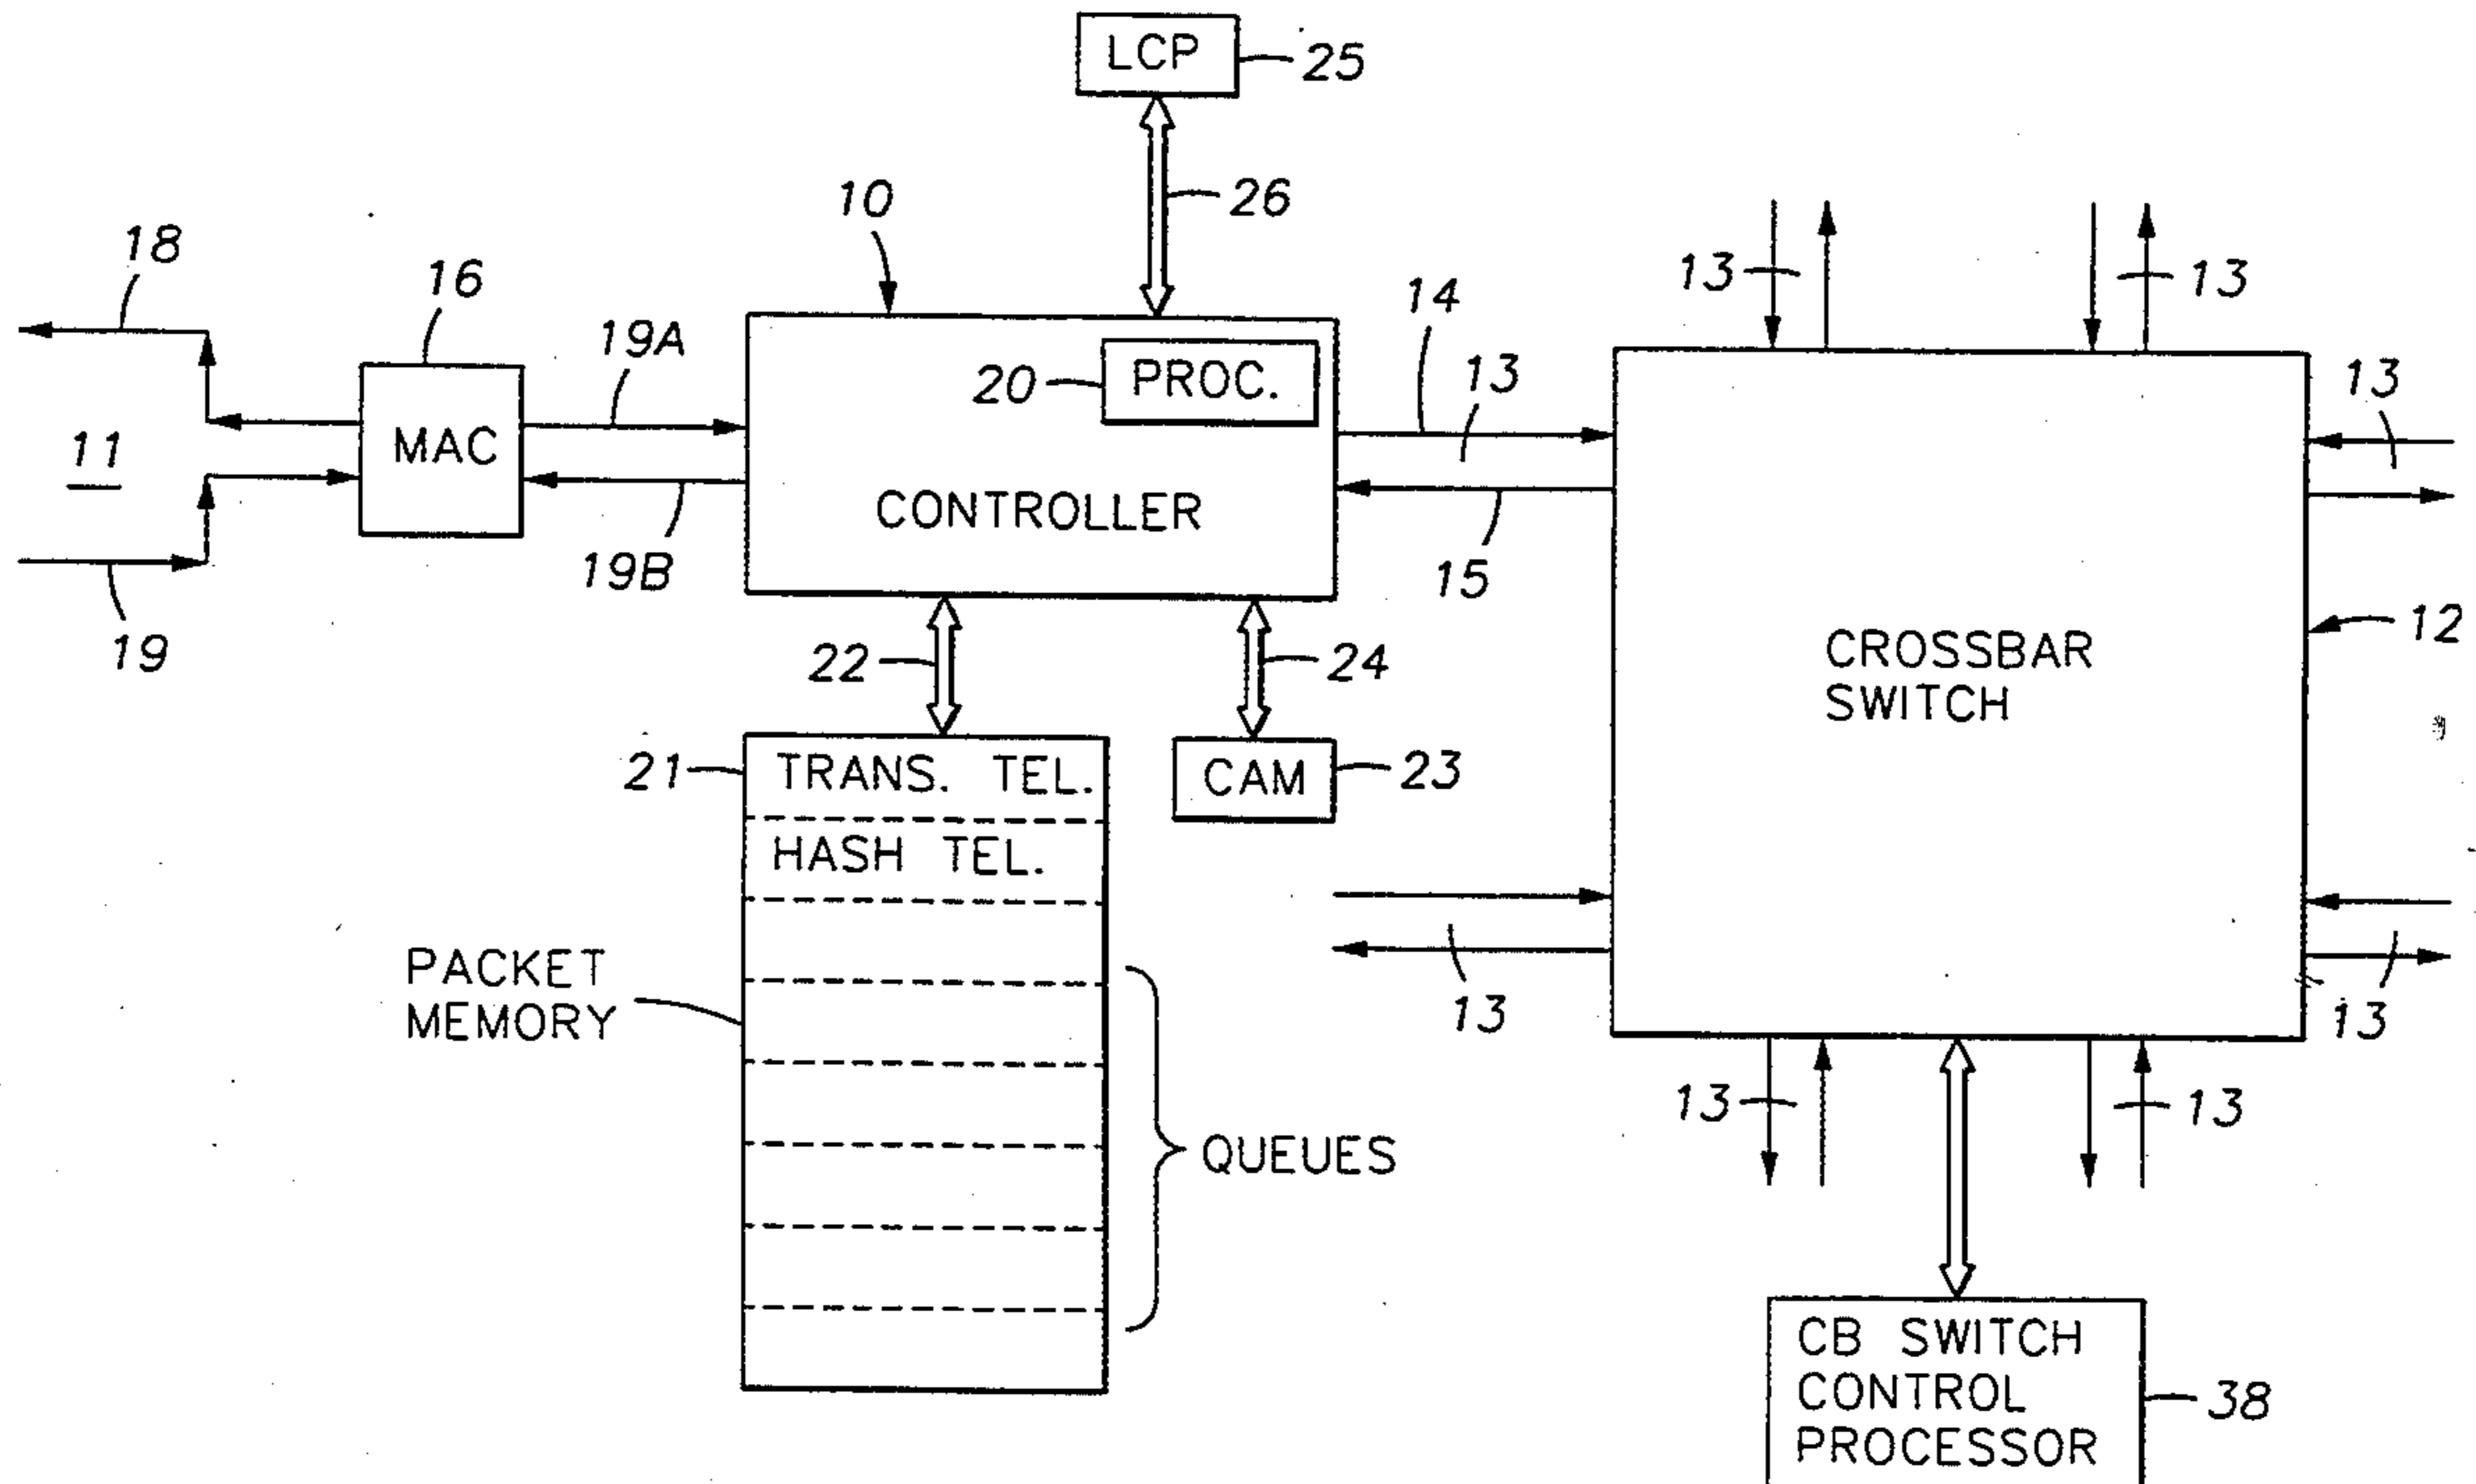 LCP
25
10
26
18
16
19A
14
13
13
13
20
PROC.
13
11
MAC
CONTROLLER
19B
15
19
22
24
12
CROSSBAR
SWITCH
21
TRANS. TEL.
CAM
23
HASH TEL.
PACKET
MEMORY
13
13
13
13
QUEUES
CB SWITCH
CONTROL
PROCESSOR
38